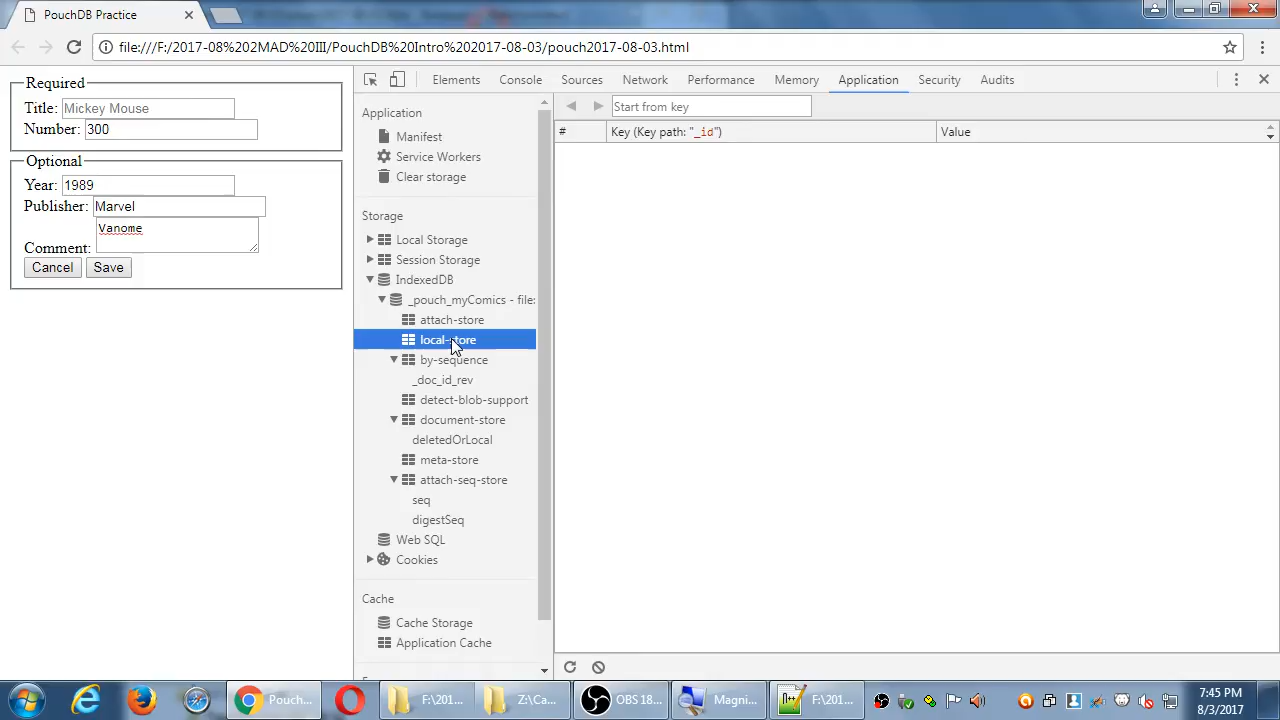 PouchDB Practice
file:///F:/2017-08%202MAD%20III/PouchDB%20Intro%202017-08-03/pouch2017-08-03.html
Required
Title: Mickey Mouse
Number: 300
Optional
Year: 1989
Publisher: Marvel
Vanome
Comment:
Cancel Save
Elements Console Sources Network Performance Memory Application Security Audits
Application
Manifest
Service Workers
Clear storage
Storage
Local Storage
Session Storage
IndexedDB
_pouch_myComics - file:
attach-store
local-store
by-sequence
_doc_id_rev
detect-blob-support
document-store
deletedOrLocal
meta-store
attach-seq-store
seq
digestSeq
Web SQL
Cookies
Cache
Cache Storage
Application Cache
Start from key
# Key (Key path: "_id") Value
Pouch... F:\201... Z:\Ca... OBS 18... Magni... F:\201...
7:45 PM
8/3/2017